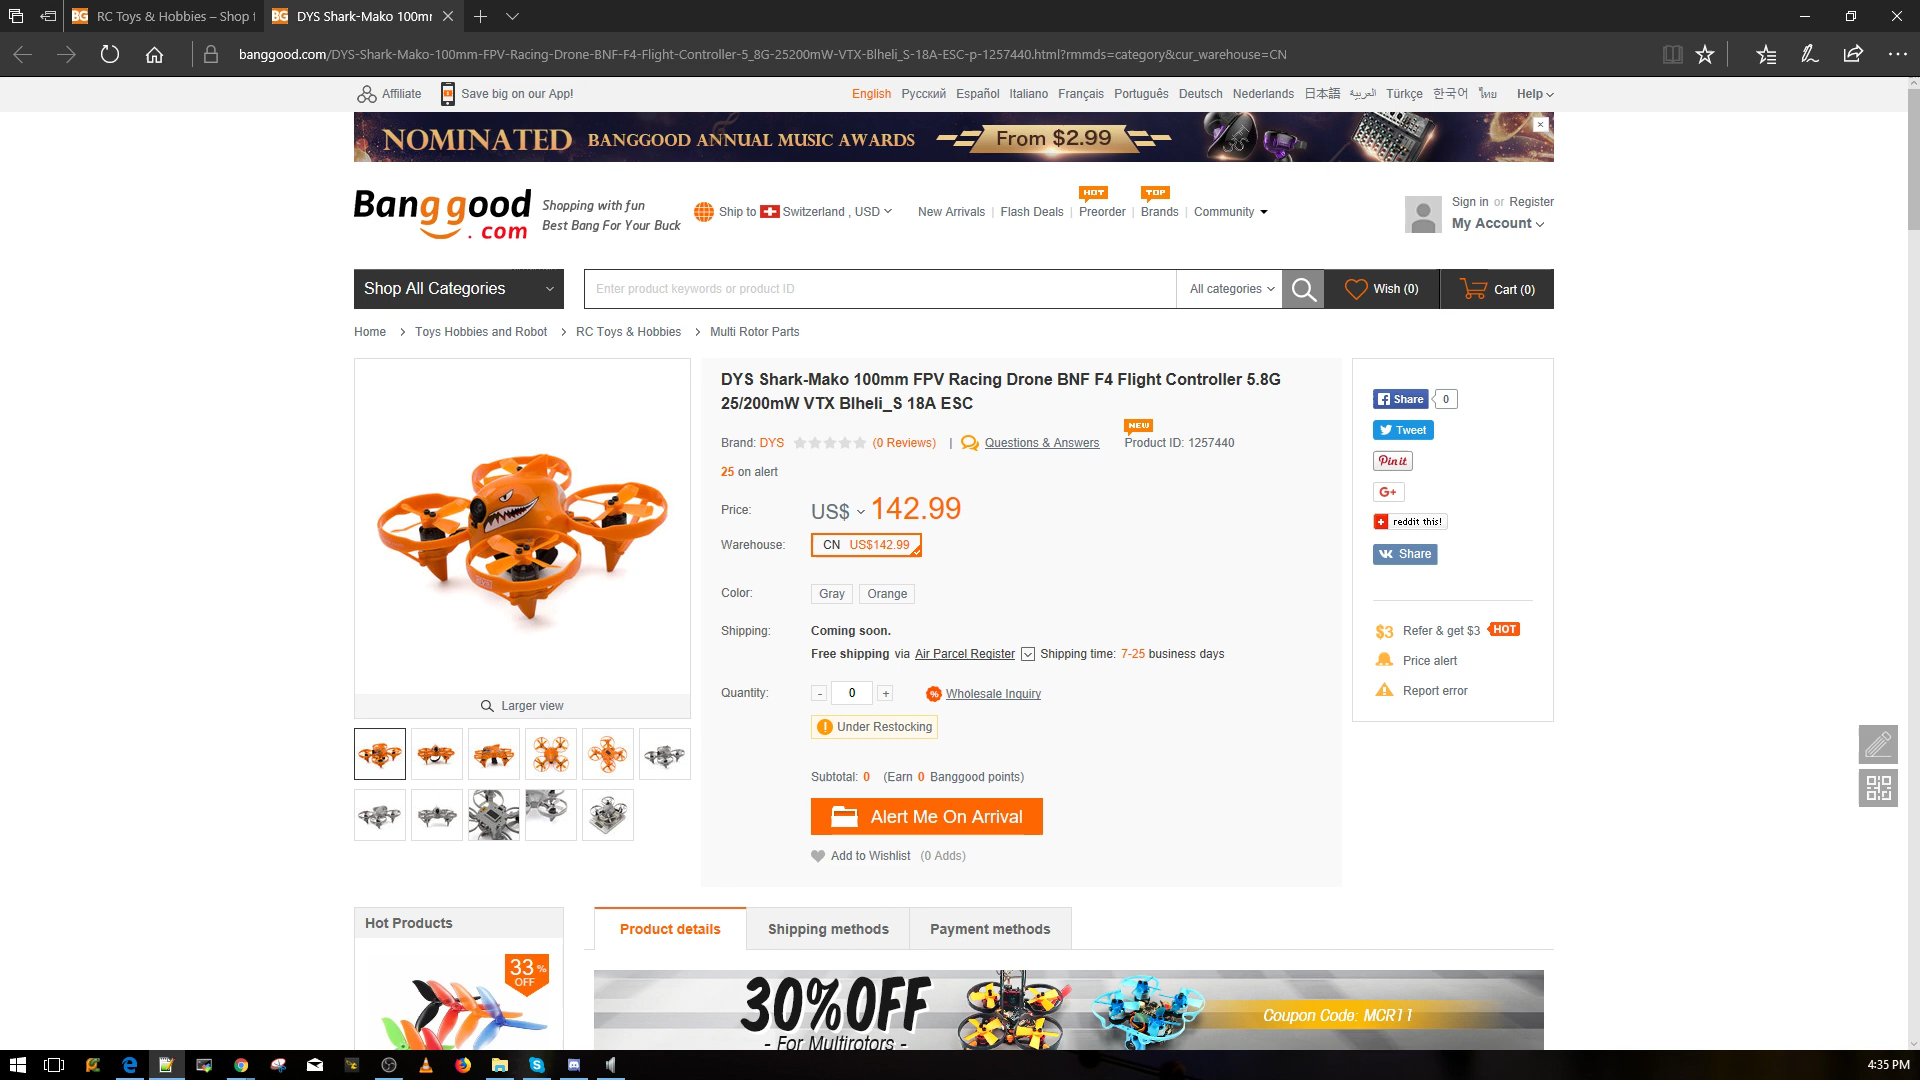 RC Toys & Hobbies – Shop f
DYS Shark-Mako 100mm
banggood.com/DYS-Shark-Mako-100mm-FPV-Racing-Drone-BNF-F4-Flight-Controller-5_8G-25200mW-VTX-Blheli_S-18A-ESC-p-1257440.html?rmmds=category&cur_warehouse=CN
Affiliate Save big on our App! English Русский Español Italiano Français Português Deutsch Nederlands 日本語 العربية Türkçe 한국어 ไทย Help
NOMINATED BANGGOOD ANNUAL MUSIC AWARDS From $2.99
HOT TOP
Banggood.com Shopping with fun
Best Bang For Your Buck
Ship to Switzerland , USD New Arrivals Flash Deals Preorder Brands Community
Sign in or Register
My Account
Shop All Categories Enter product keywords or product ID All categories Wish (0) Cart (0)
Home > Toys Hobbies and Robot > RC Toys & Hobbies > Multi Rotor Parts
DYS Shark-Mako 100mm FPV Racing Drone BNF F4 Flight Controller 5.8G
25/200mW VTX Blheli_S 18A ESC
NEW
Brand: DYS (0 Reviews) | Questions & Answers Product ID: 1257440
25 on alert
Price: US$ 142.99
Warehouse: CN US$142.99
Color: Gray Orange
Shipping: Coming soon.
Free shipping via Air Parcel Register Shipping time: 7-25 business days
Quantity: - 0 + Wholesale Inquiry
! Under Restocking
Subtotal: 0 (Earn 0 Banggood points)
Alert Me On Arrival
Add to Wishlist (0 Adds)
Larger view
Share 0
Tweet
Pin it
G+
reddit this!
Share
$3 Refer & get $3 HOT
Price alert
Report error
Hot Products
33% OFF
Product details Shipping methods Payment methods
30%OFF
- For Multirotors -
Coupon Code: MCR11
4:35 PM